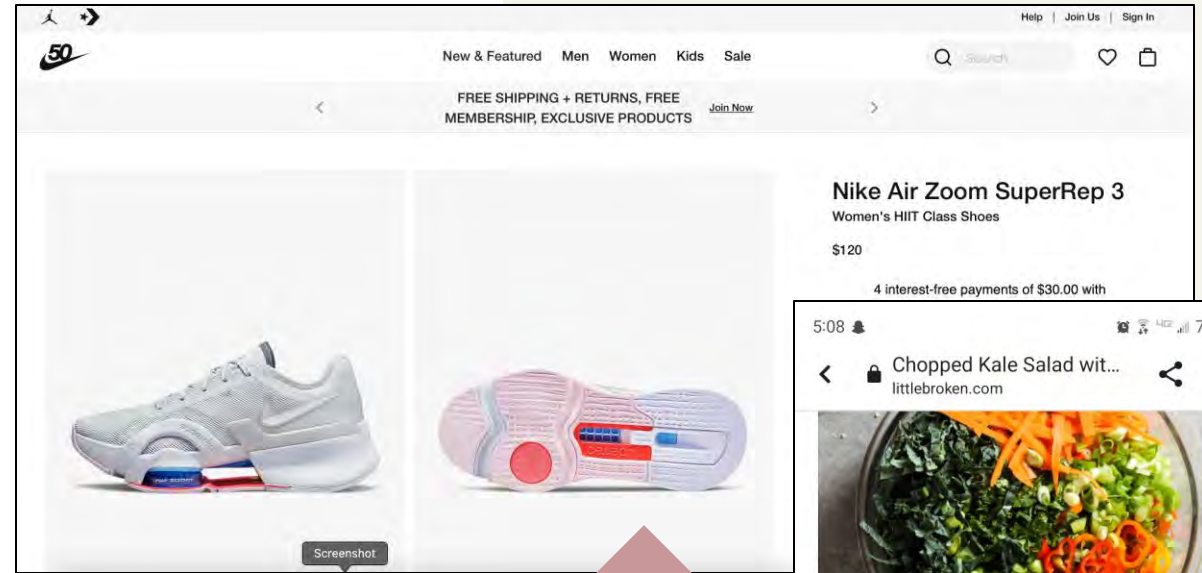 Help | Join Us | Sign In
50
New & Featured Men Women Kids Sale
Search
FREE SHIPPING + RETURNS, FREE
MEMBERSHIP, EXCLUSIVE PRODUCTS
Join Now
Nike Air Zoom SuperRep 3
Women's HIIT Class Shoes
$120
4 interest-free payments of $30.00 with
Screenshot
5:08
4G
7
Chopped Kale Salad wit...
littlebroken.com